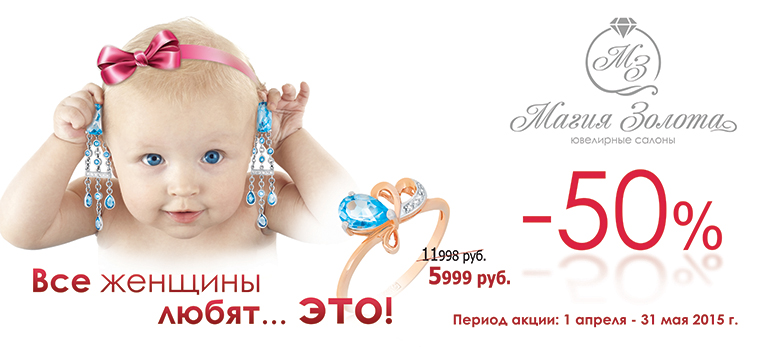 МЗ
Магия Золота
ювелирные салоны
-50%
11998 руб.
5999 руб.
Все женщины
любят... ЭТО!
Период акции: 1 апреля - 31 мая 2015 г.